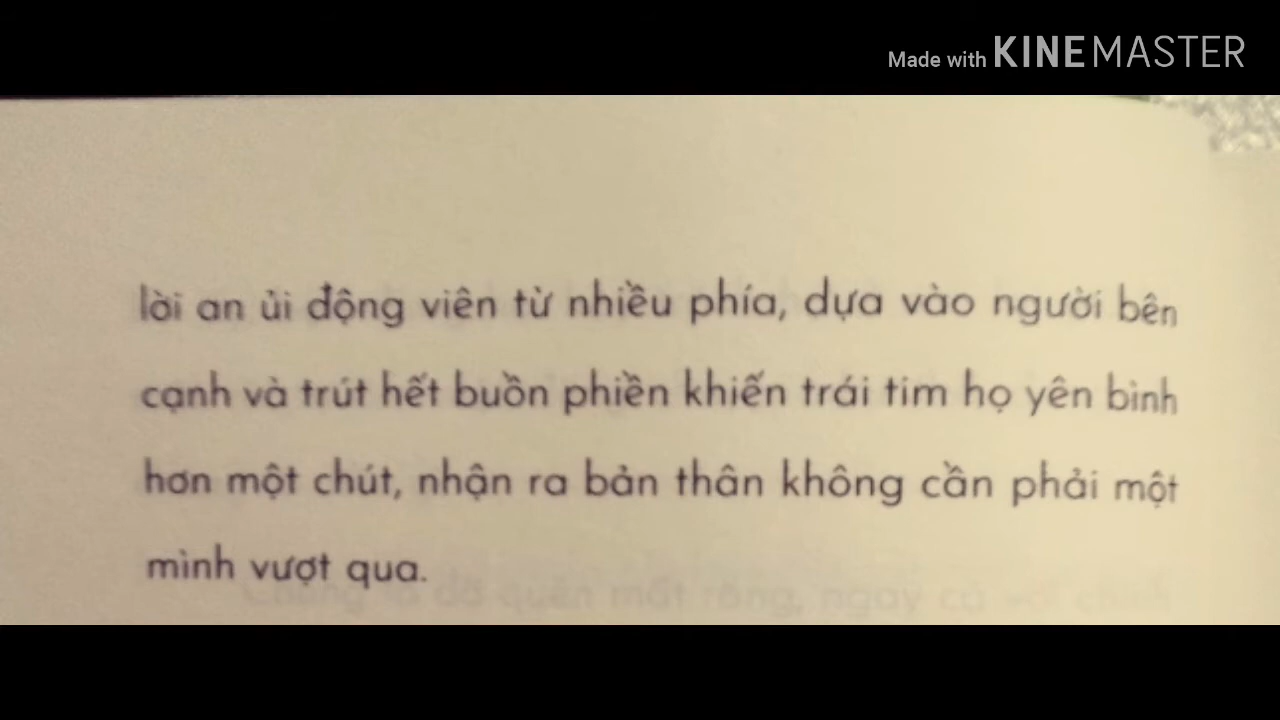 Made with KINEMASTER
lời an ủi động viên từ nhiều phía, dựa vào người bên
cạnh và trút hết buồn phiền khiến trái tim họ yên bình
hơn một chút, nhận ra bản thân không cần phải một
mình vượt qua.